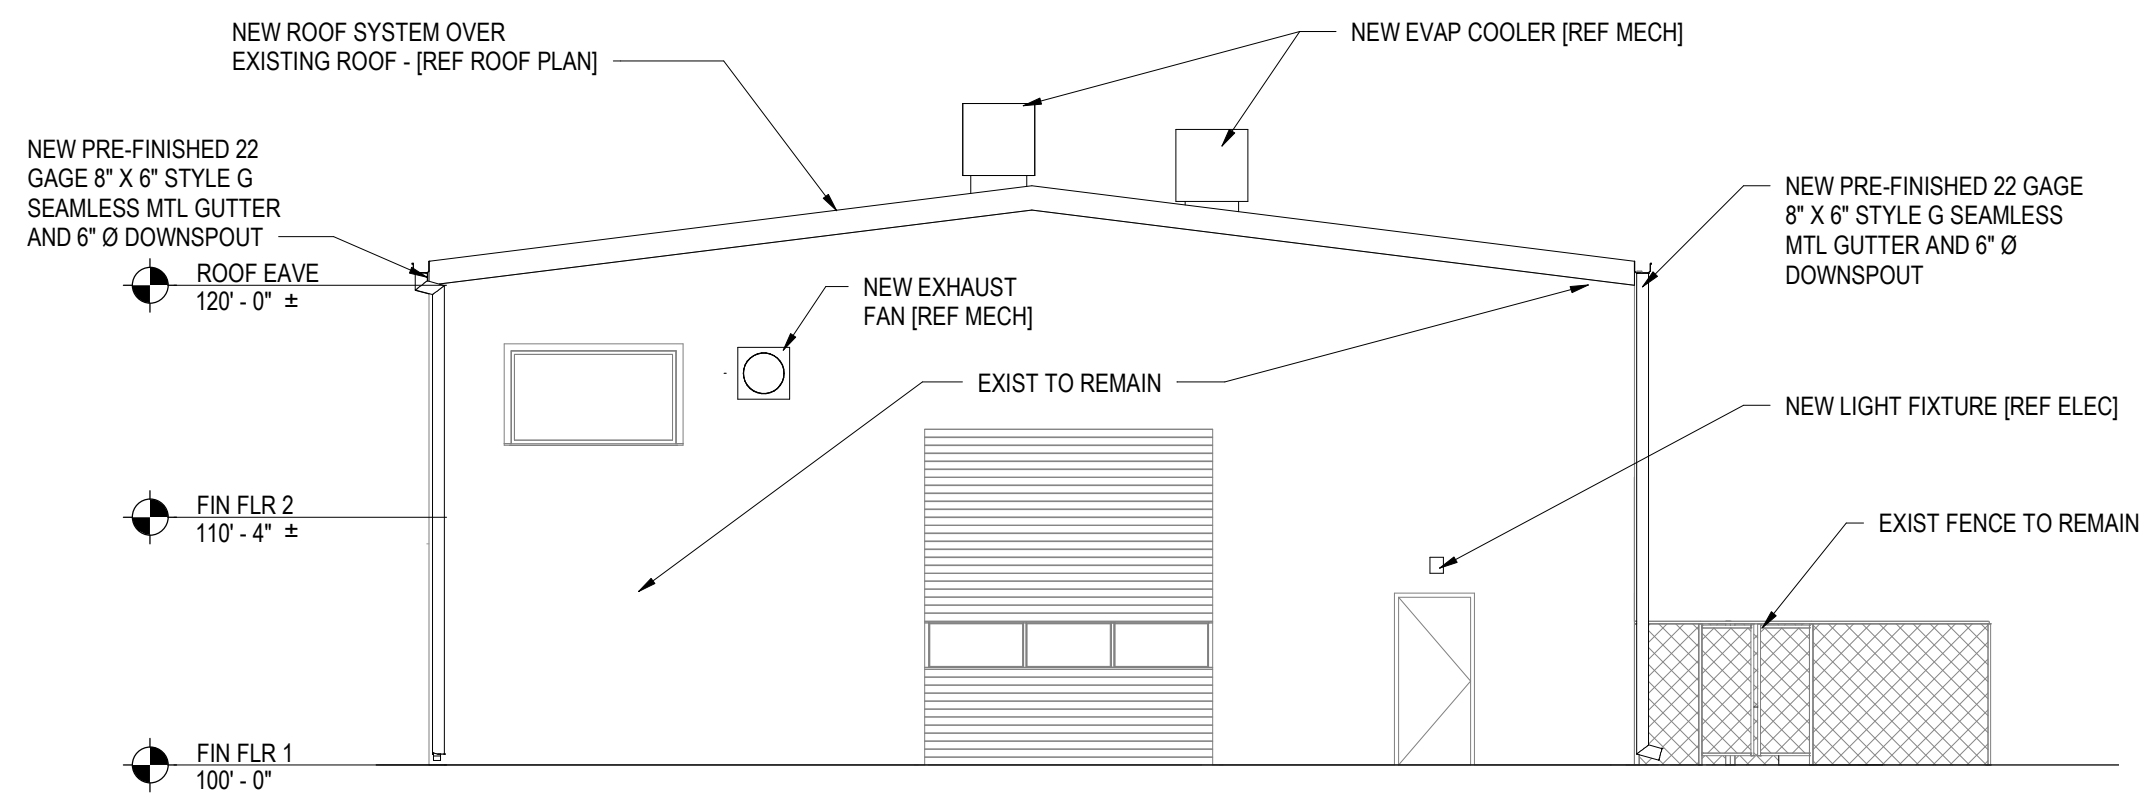 NEW ROOF SYSTEM OVER
EXISTING ROOF - [REF ROOF PLAN]
NEW EVAP COOLER [REF MECH]
NEW PRE-FINISHED 22
GAGE 8" X 6" STYLE G
SEAMLESS MTL GUTTER
AND 6" Ø DOWNSPOUT
NEW PRE-FINISHED 22 GAGE
8" X 6" STYLE G SEAMLESS
MTL GUTTER AND 6" Ø
DOWNSPOUT
ROOF EAVE
120' - 0" ±
NEW EXHAUST
FAN [REF MECH]
EXIST TO REMAIN
NEW LIGHT FIXTURE [REF ELEC]
FIN FLR 2
110' - 4" ±
EXIST FENCE TO REMAIN
FIN FLR 1
100' - 0"